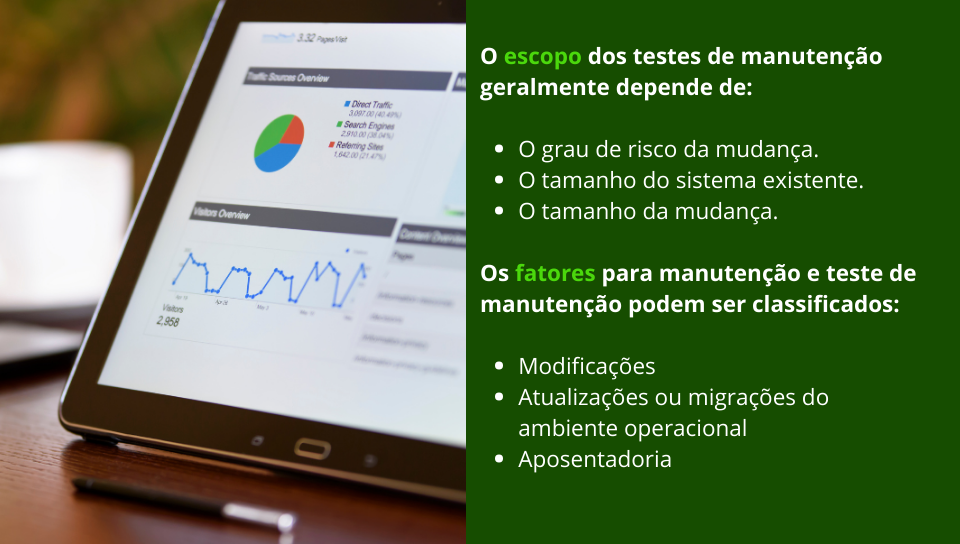 3.32 Pages/Visit
Traffic Sources Overview
Direct Traffic
3,097.00 (40.49%)
Search Engines
2,910.00 (38.04%)
Referring Sites
1,642.00 (21.47%)
Visitors Overview
Visitors
2,958
Content Overview
Pages
O escopo dos testes de manutenção
geralmente depende de:
• O grau de risco da mudança.
• O tamanho do sistema existente.
• O tamanho da mudança.
Os fatores para manutenção e teste de
manutenção podem ser classificados:
• Modificações
• Atualizações ou migrações do
ambiente operacional
• Aposentadoria